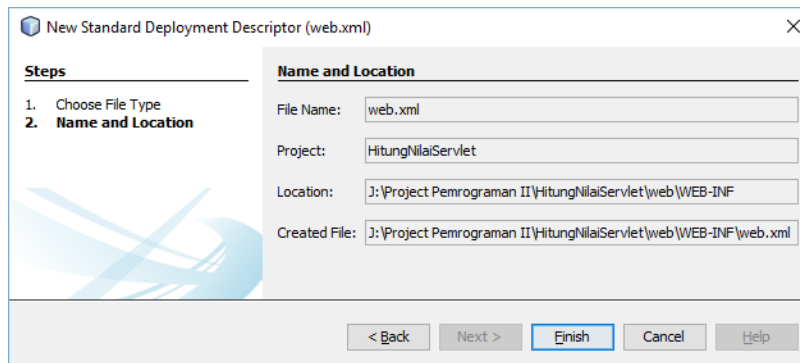 New Standard Deployment Descriptor (web.xml)
Steps
1. Choose File Type
2. Name and Location
Name and Location
File Name: web.xml
Project: HitungNilaiServlet
Location: J:\Project Pemrograman II\HitungNilaiServlet\web\WEB-INF
Created File: J:\Project Pemrograman II\HitungNilaiServlet\web\WEB-INF\web.xml
< Back Next > Finish Cancel Help